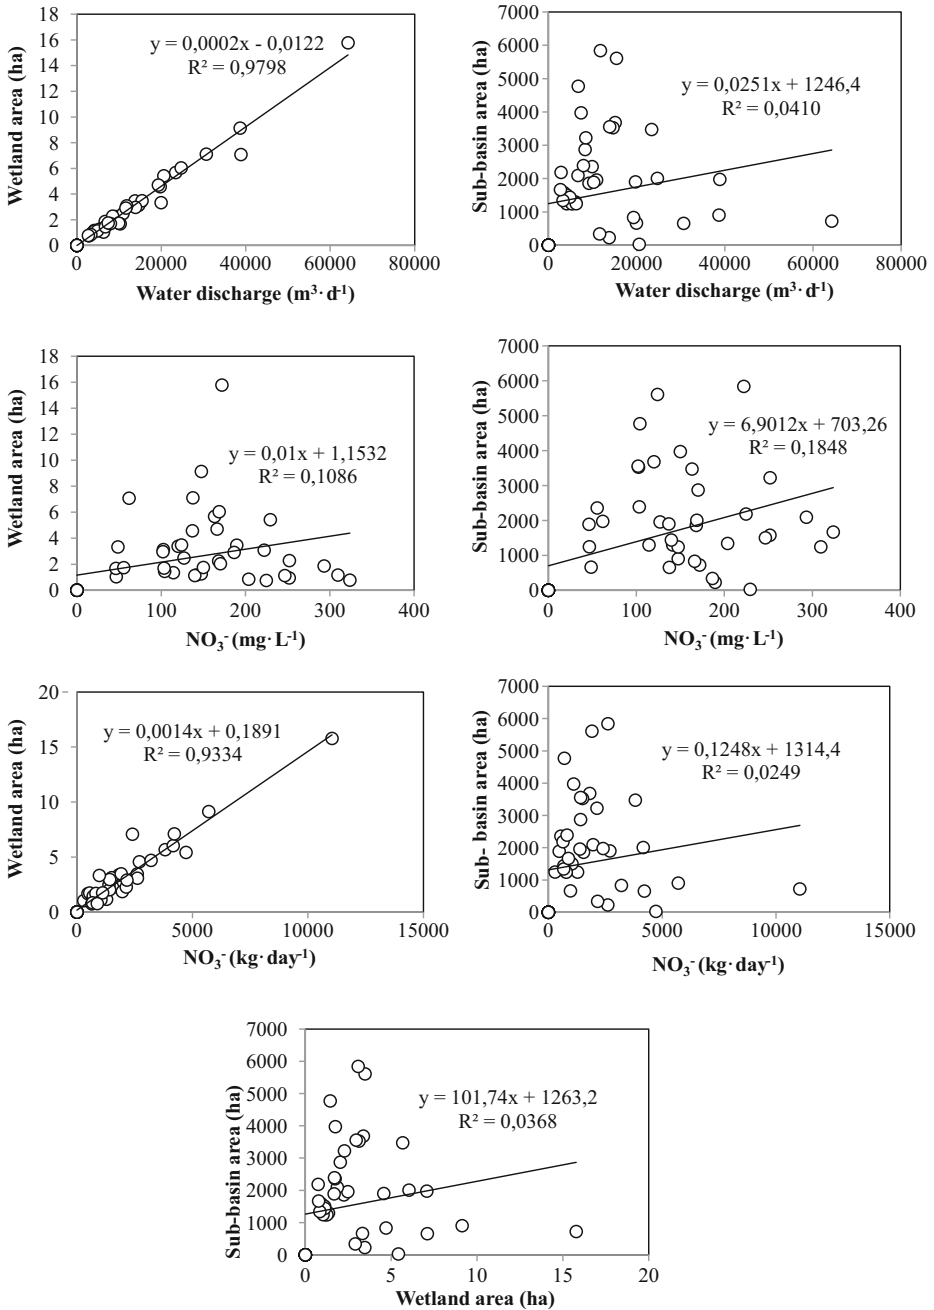 Wetland area (ha)
18
16
14
12
10
8
6
4
2
0
y = 0,0002x - 0,0122
R² = 0,9798
0 20000 40000 60000 80000
Water discharge (m³·d⁻¹)
Sub-basin area (ha)
7000
6000
5000
4000
3000
2000
1000
0
y = 0,0251x + 1246,4
R² = 0,0410
0 20000 40000 60000 80000
Water discharge (m³·d⁻¹)
Wetland area (ha)
18
16
14
12
10
8
6
4
2
0
y = 0,01x + 1,1532
R² = 0,1086
0 100 200 300 400
NO₃⁻ (mg·L⁻¹)
Sub-basin area (ha)
7000
6000
5000
4000
3000
2000
1000
0
y = 6,9012x + 703,26
R² = 0,1848
0 100 200 300 400
NO₃⁻ (mg·L⁻¹)
Wetland area (ha)
20
15
10
5
0
y = 0,0014x + 0,1891
R² = 0,9334
0 5000 10000 15000
NO₃⁻ (kg·day⁻¹)
Sub- basin area (ha)
7000
6000
5000
4000
3000
2000
1000
0
y = 0,1248x + 1314,4
R² = 0,0249
0 5000 10000 15000
NO₃⁻ (kg·day⁻¹)
Sub-basin area (ha)
7000
6000
5000
4000
3000
2000
1000
0
y = 101,74x + 1263,2
R² = 0,0368
0 5 10 15 20
Wetland area (ha)